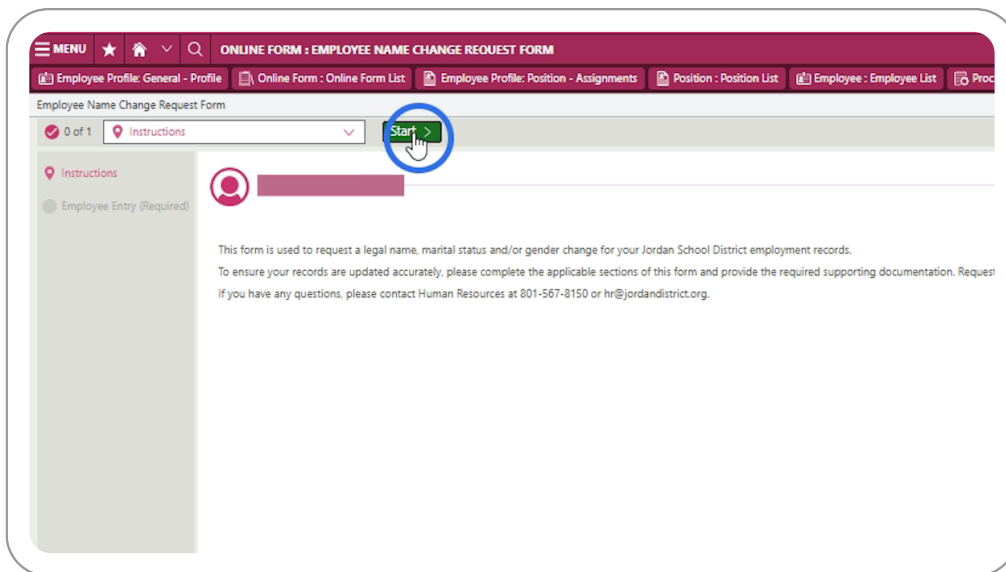 MENU
ONLINE FORM : EMPLOYEE NAME CHANGE REQUEST FORM
Employee Profile: General - Profile
Online Form : Online Form List
Employee Profile: Position - Assignments
Position : Position List
Employee : Employee List
Proc
Employee Name Change Request Form
0 of 1
Instructions
Start >
Instructions
Employee Entry (Required)
This form is used to request a legal name, marital status and/or gender change for your Jordan School District employment records.
To ensure your records are updated accurately, please complete the applicable sections of this form and provide the required supporting documentation. Request
If you have any questions, please contact Human Resources at 801-567-8150 or hr@jordandistrict.org.